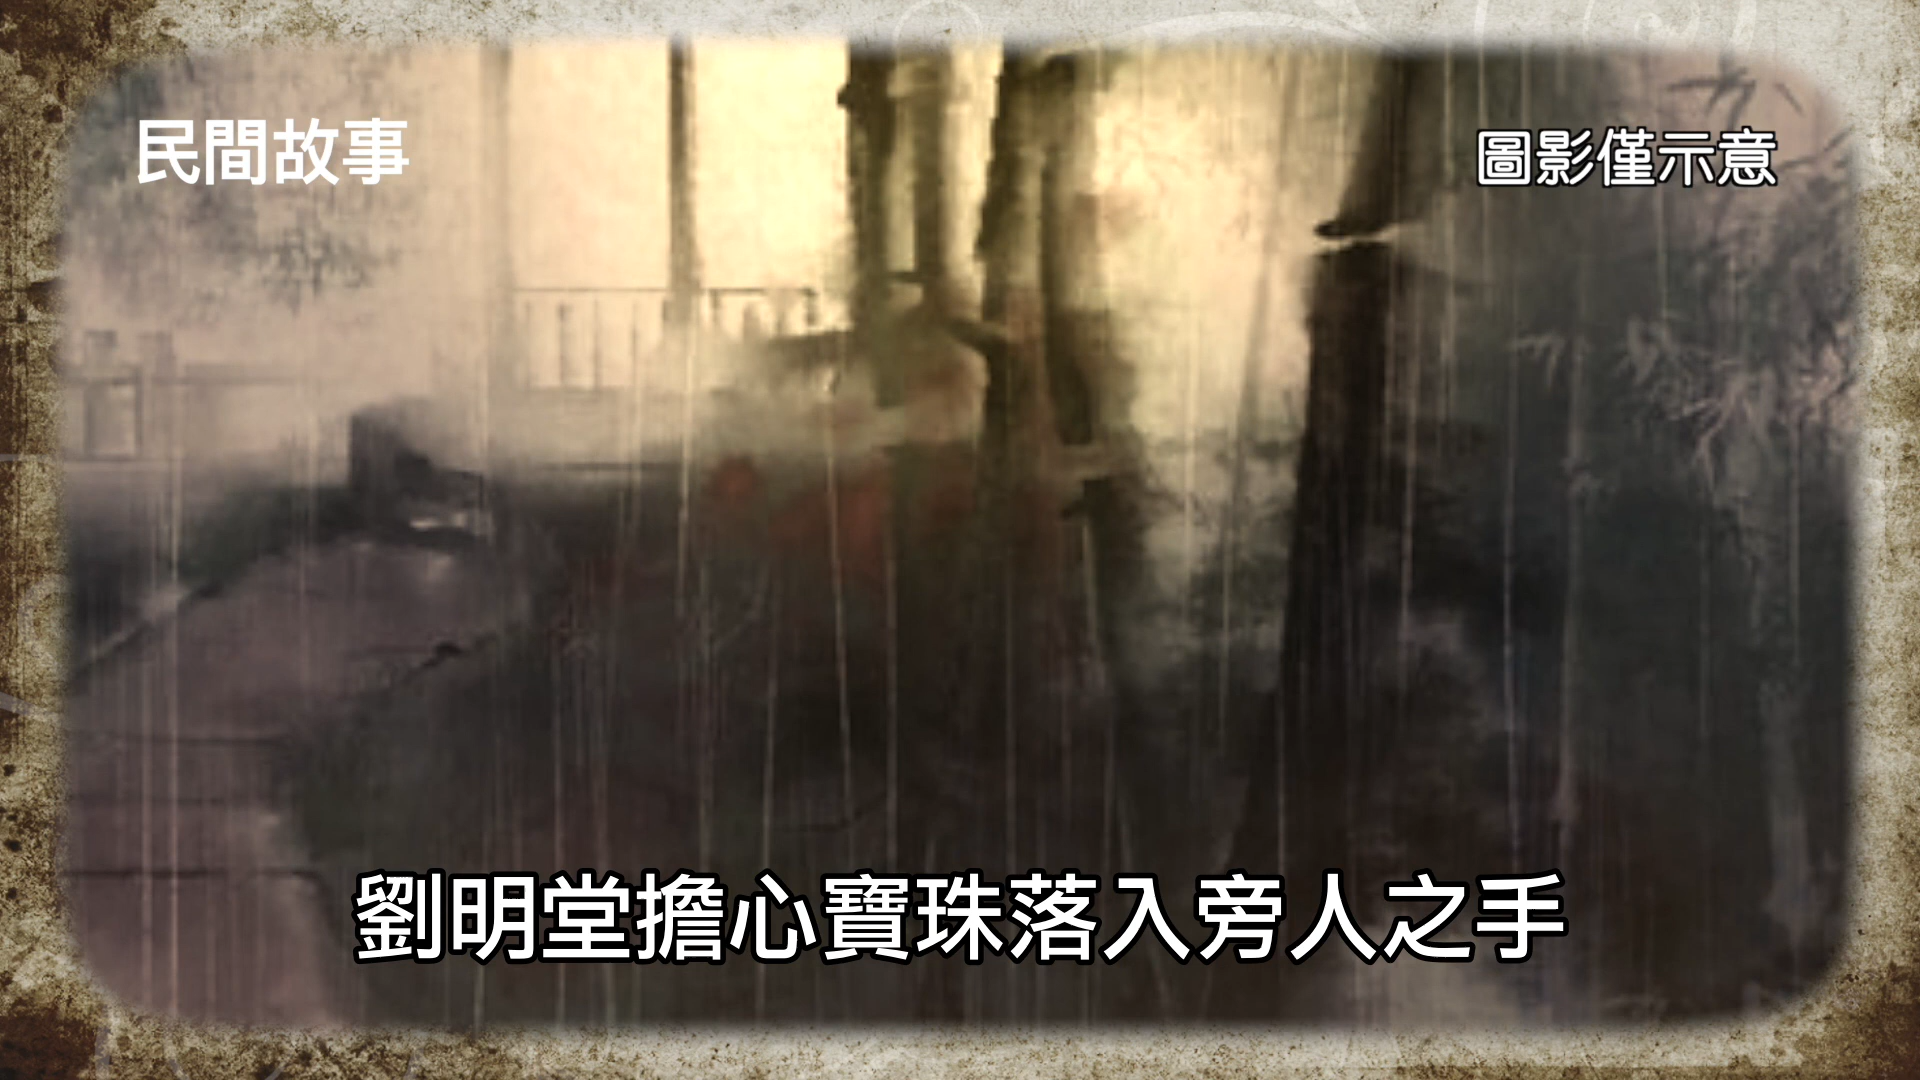 民間故事
圖影僅示意
劉明堂擔心寶珠落入旁人之手